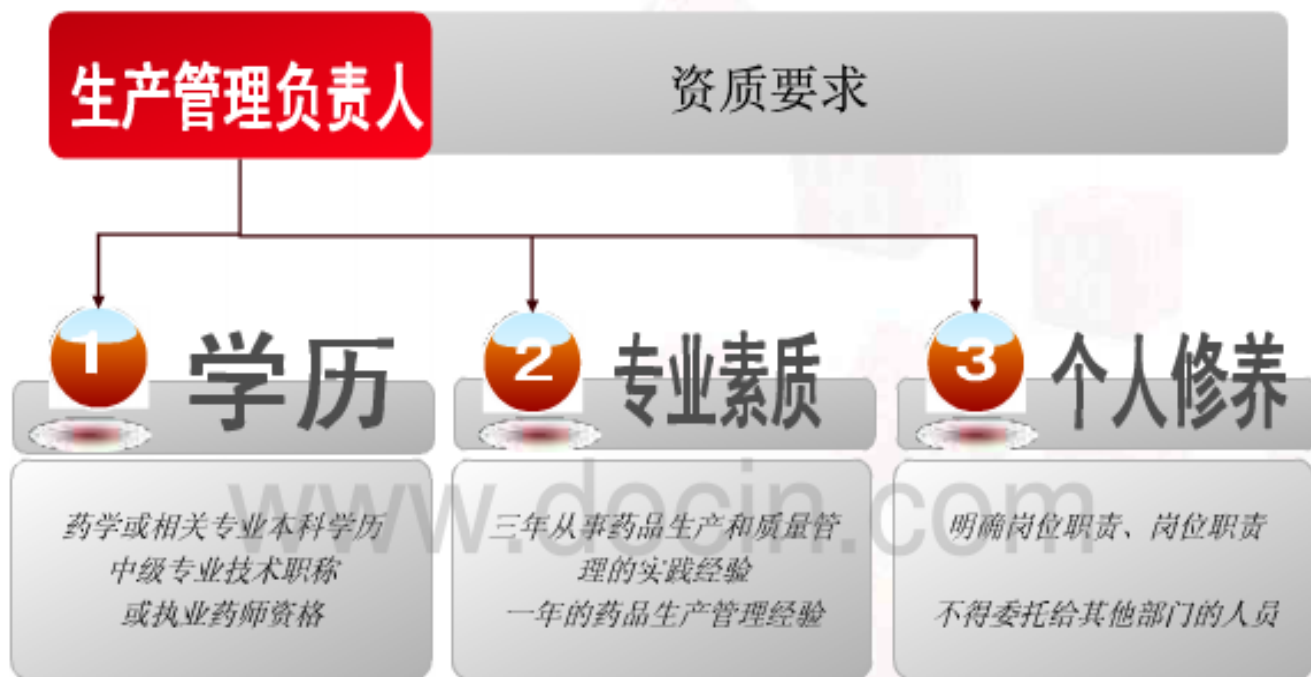 生产管理负责人
资质要求
1
学历
2
专业素质
3
个人修养
药学或相关专业本科学历
中级专业技术职称
或执业药师资格
三年从事药品生产和质量管
理的实践经验
一年的药品生产管理经验
明确岗位职责、岗位职责
不得委托给其他部门的人员
www.docin.com